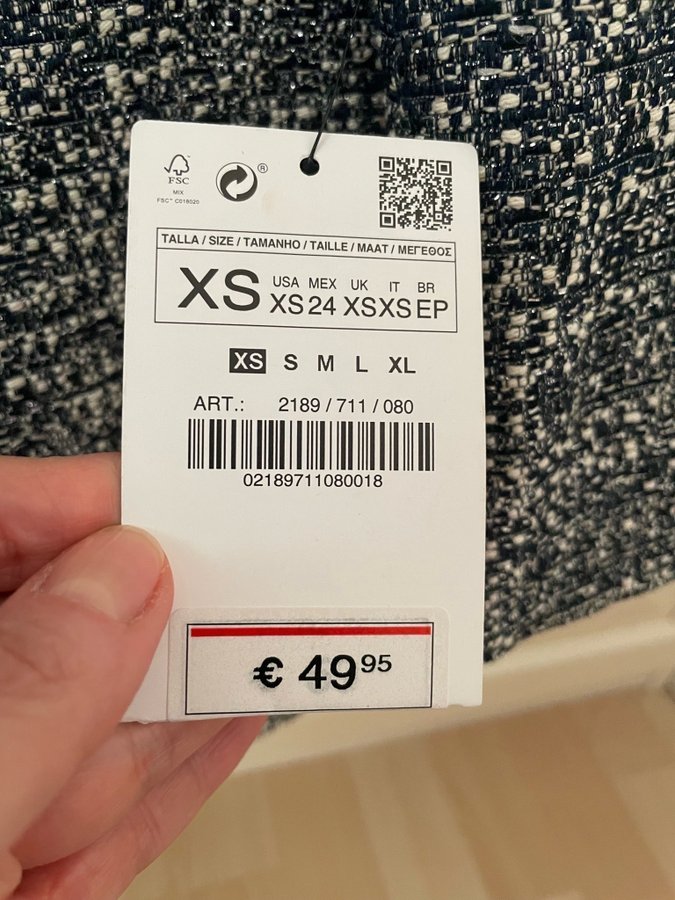 FSC
MIX
FSC® C018020
®
TALLA / SIZE / TAMANHO / TAILLE / MAAT / ΜΕΓΕΘΟΣ
XS
USA MEX UK IT BR
XS 24 XS XS EP
XS S M L XL
ART.: 2189 / 711 / 080
02189711080018
€ 49 95